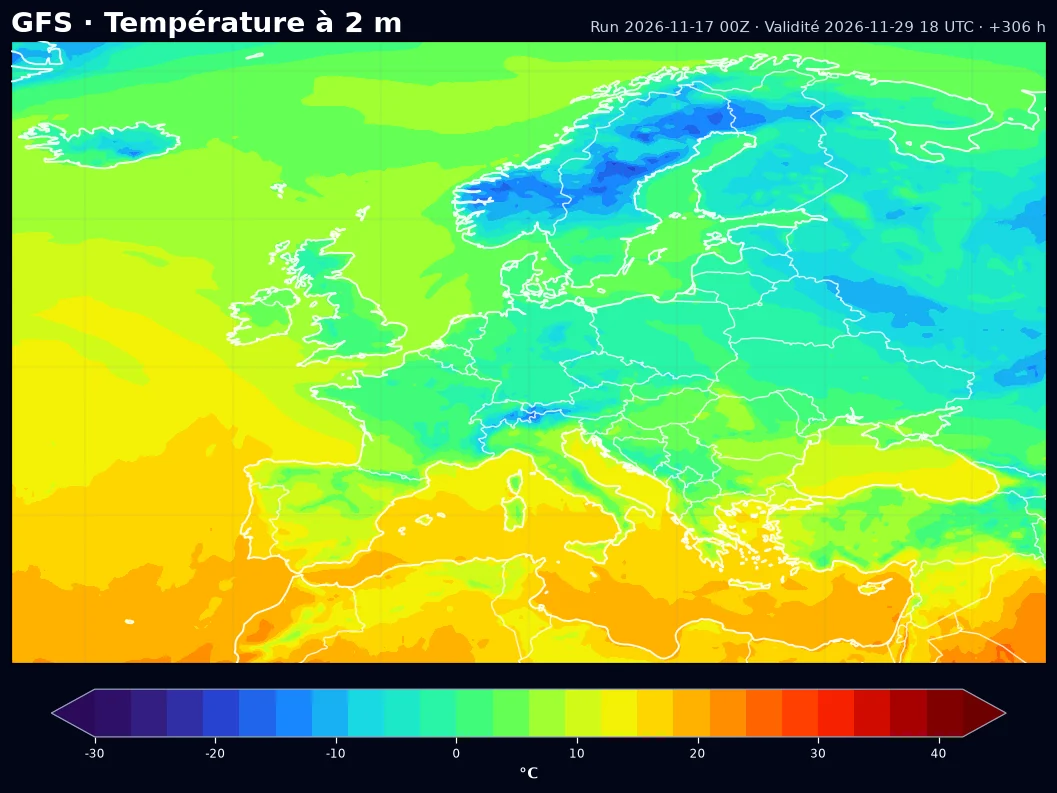 GFS · Température à 2 m
Run 2026-11-17 00Z · Validité 2026-11-29 18 UTC · +306 h
-30 -20 -10 0 10 20 30 40
°C